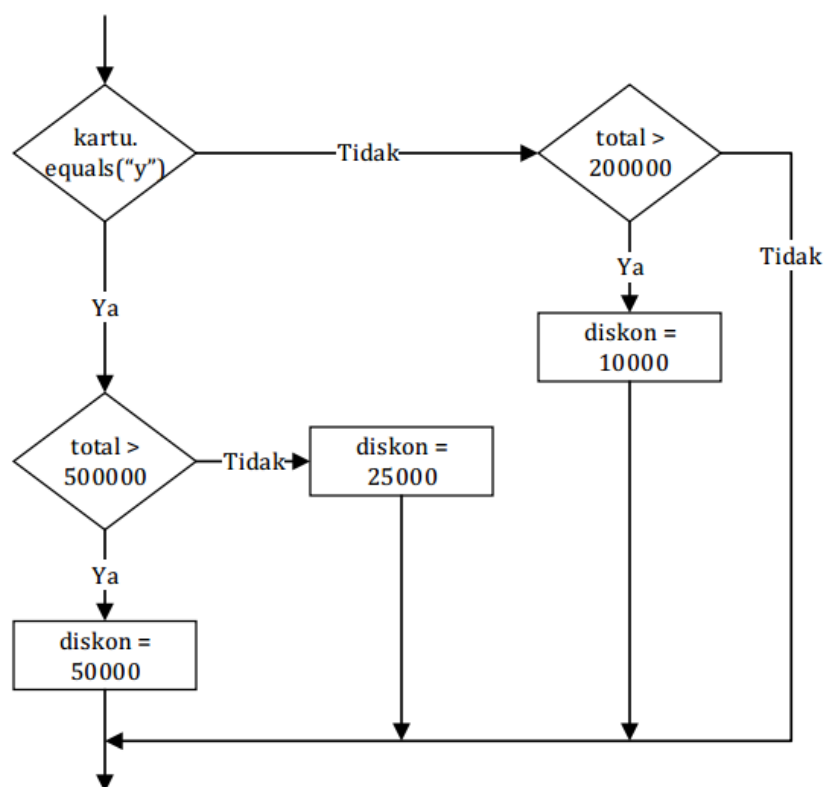 kartu.
equals(“y”)
Tidak
total >
200000
Tidak
Ya
diskon =
10000
Ya
total >
500000
Tidak
diskon =
25000
Ya
diskon =
50000